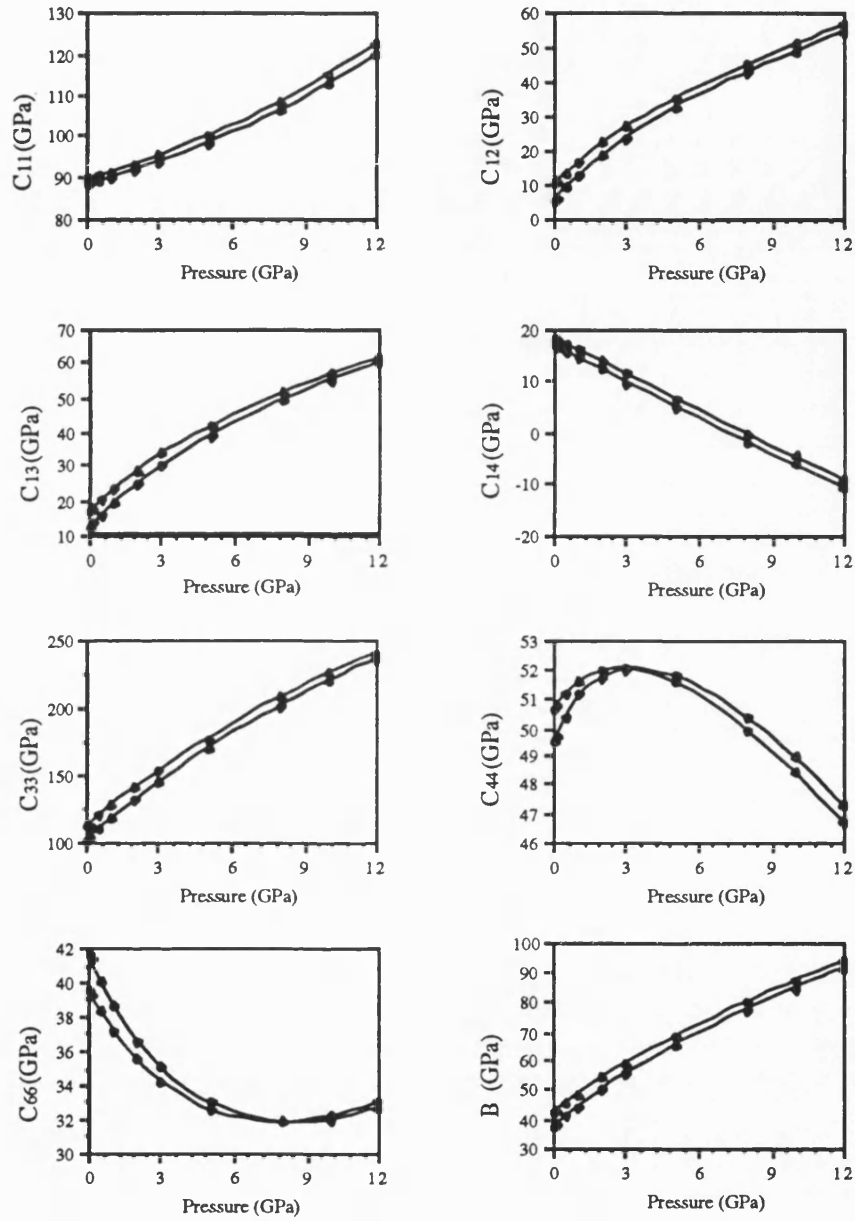 130
120
110
100
90
80
C11(GPa)
0 3 6 9 12
Pressure (GPa)
60
50
40
30
20
10
0
C12(GPa)
0 3 6 9 12
Pressure (GPa)
70
60
50
40
30
20
10
C13(GPa)
0 3 6 9 12
Pressure (GPa)
20
10
0
-10
-20
C14(GPa)
0 3 6 9 12
Pressure (GPa)
250
200
150
100
C33(GPa)
0 3 6 9 12
Pressure (GPa)
53
52
51
50
49
48
47
46
C44(GPa)
0 3 6 9 12
Pressure (GPa)
42
40
38
36
34
32
30
C66(GPa)
0 3 6 9 12
Pressure (GPa)
100
90
80
70
60
50
40
30
B (GPa)
0 3 6 9 12
Pressure (GPa)